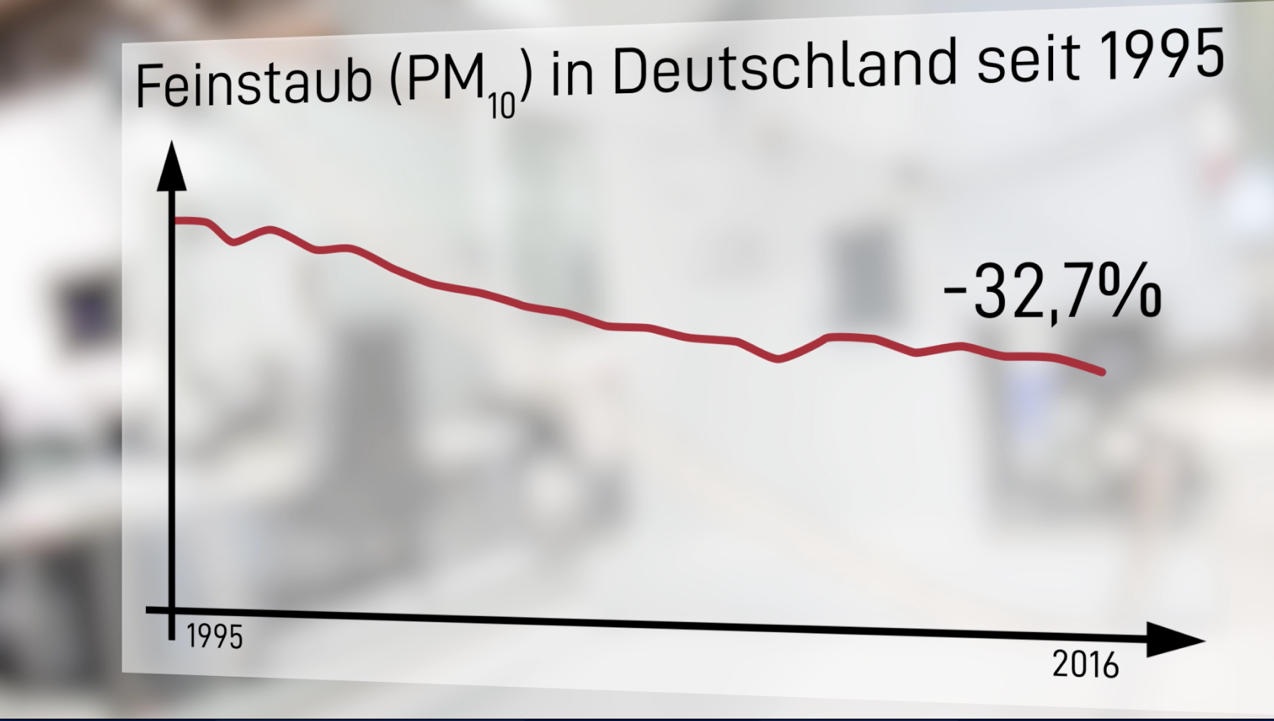 Feinstaub (PM₁₀) in Deutschland seit 1995
-32,7%
1995
2016